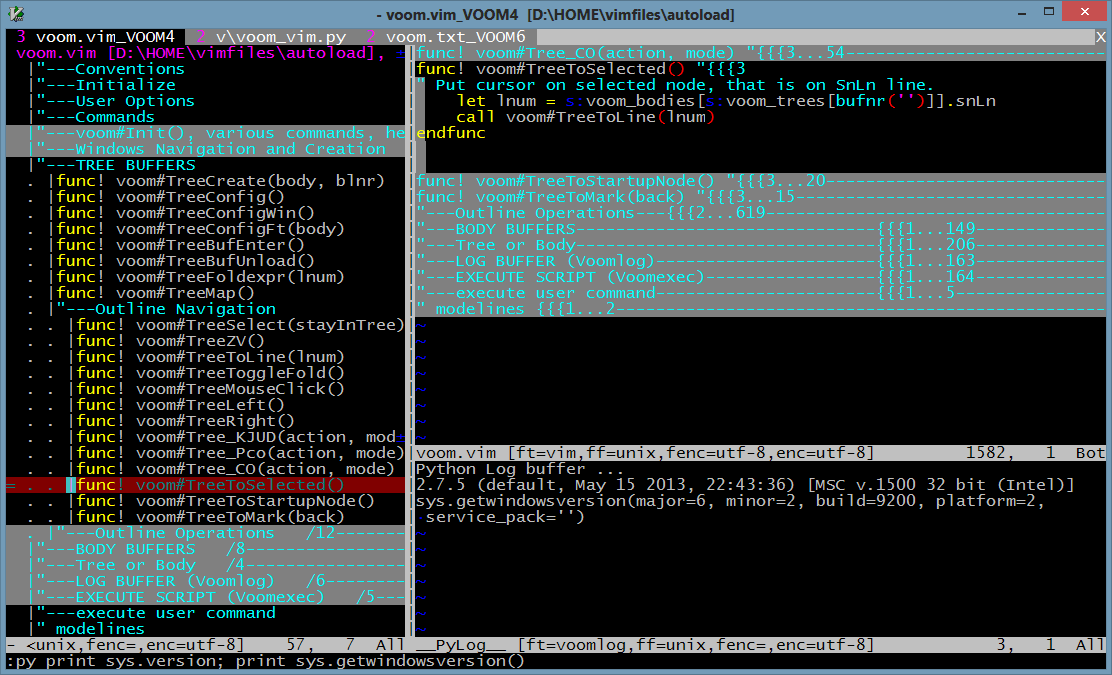 - voom.vim_VOOM4 [D:\HOME\vimfiles\autoload]
3 voom.vim_VOOM4 2 v\voom_vim.py 2 voom.txt_VOOM6 X
voom.vim [D:\HOME\vimfiles\autoload], +
|"---Conventions
|"---Initialize
|"---User Options
|"---Commands
|"---voom#Init(), various commands, he
|"---Windows Navigation and Creation
|"---TREE BUFFERS
. |func! voom#TreeCreate(body, blnr)
. |func! voom#TreeConfig()
. |func! voom#TreeConfigWin()
. |func! voom#TreeConfigFt(body)
. |func! voom#TreeBufEnter()
. |func! voom#TreeBufUnload()
. |func! voom#TreeFoldexpr(lnum)
. |func! voom#TreeMap()
. |"---Outline Navigation
. . |func! voom#TreeSelect(stayInTree)
. . |func! voom#TreeZV()
. . |func! voom#TreeToLine(lnum)
. . |func! voom#TreeToggleFold()
. . |func! voom#TreeMouseClick()
. . |func! voom#TreeLeft()
. . |func! voom#TreeRight()
. . |func! voom#Tree_KJUD(action, mod+
. . |func! voom#Tree_Pco(action, mode)
. . |func! voom#Tree_CO(action, mode)
= . . |func! voom#TreeToSelected()
. . |func! voom#TreeToStartupNode()
. . |func! voom#TreeToMark(back)
. |"---Outline Operations /12-------
|"---BODY BUFFERS /8----------------
|"---Tree or Body /4----------------
|"---LOG BUFFER (Voomlog) /6--------
|"---EXECUTE SCRIPT (Voomexec) /5---
|"---execute user command
|" modelines
- <unix,fenc=,enc=utf-8] 57, 7 All
func! voom#Tree_CO(action, mode) "{{{3...54--------------------------
func! voom#TreeToSelected() "{{{3
" Put cursor on selected node, that is on SnLn line.
let lnum = s:voom_bodies[s:voom_trees[bufnr('')]].snLn
call voom#TreeToLine(lnum)
endfunc
func! voom#TreeToStartupNode() "{{{3...20----------------------------
func! voom#TreeToMark(back) "{{{3...15-------------------------------
"---Outline Operations {{{2...619----------------------------------
"---BODY BUFFERS {{{1...149-------------
"---Tree or Body {{{1...206-------------
"---LOG BUFFER (Voomlog) {{{1...163-------------
"---EXECUTE SCRIPT (Voomexec) {{{1...164-------------
"---execute user command {{{1...5---------------
" modelines {{{1...2-------------------------------------------------
~
~
~
~
~
~
~
~
voom.vim [ft=vim,ff=unix,fenc=utf-8,enc=utf-8] 1582, 1 Bot
Python Log buffer ...
2.7.5 (default, May 15 2013, 22:43:36) [MSC v.1500 32 bit (Intel)]
sys.getwindowsversion(major=6, minor=2, build=9200, platform=2,
service_pack='')
~
~
~
~
~
~
~
__PyLog__ [ft=voomlog,ff=unix,fenc=utf-8,enc=utf-8] 3, 1 All
:py print sys.version; print sys.getwindowsversion()